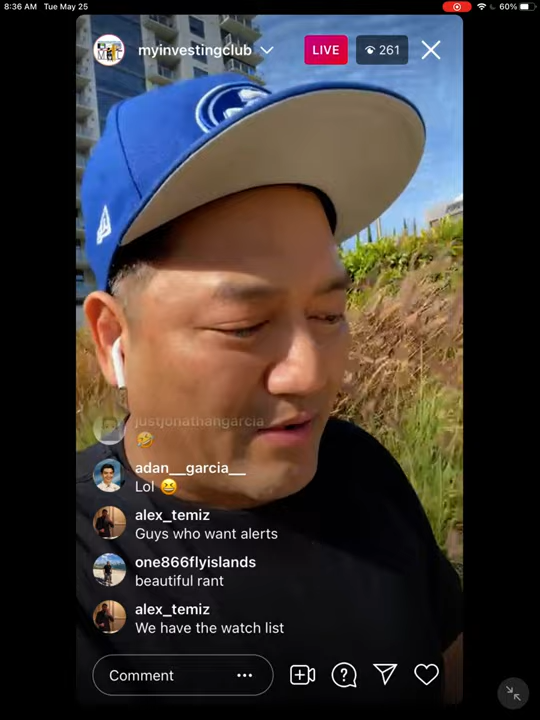 8:36 AM Tue May 25
60%
myinvestingclub
LIVE
261
justjonathangarcia
🤣
adan__garcia__
Lol 😆
alex_temiz
Guys who want alerts
one866flyislands
beautiful rant
alex_temiz
We have the watch list
Comment